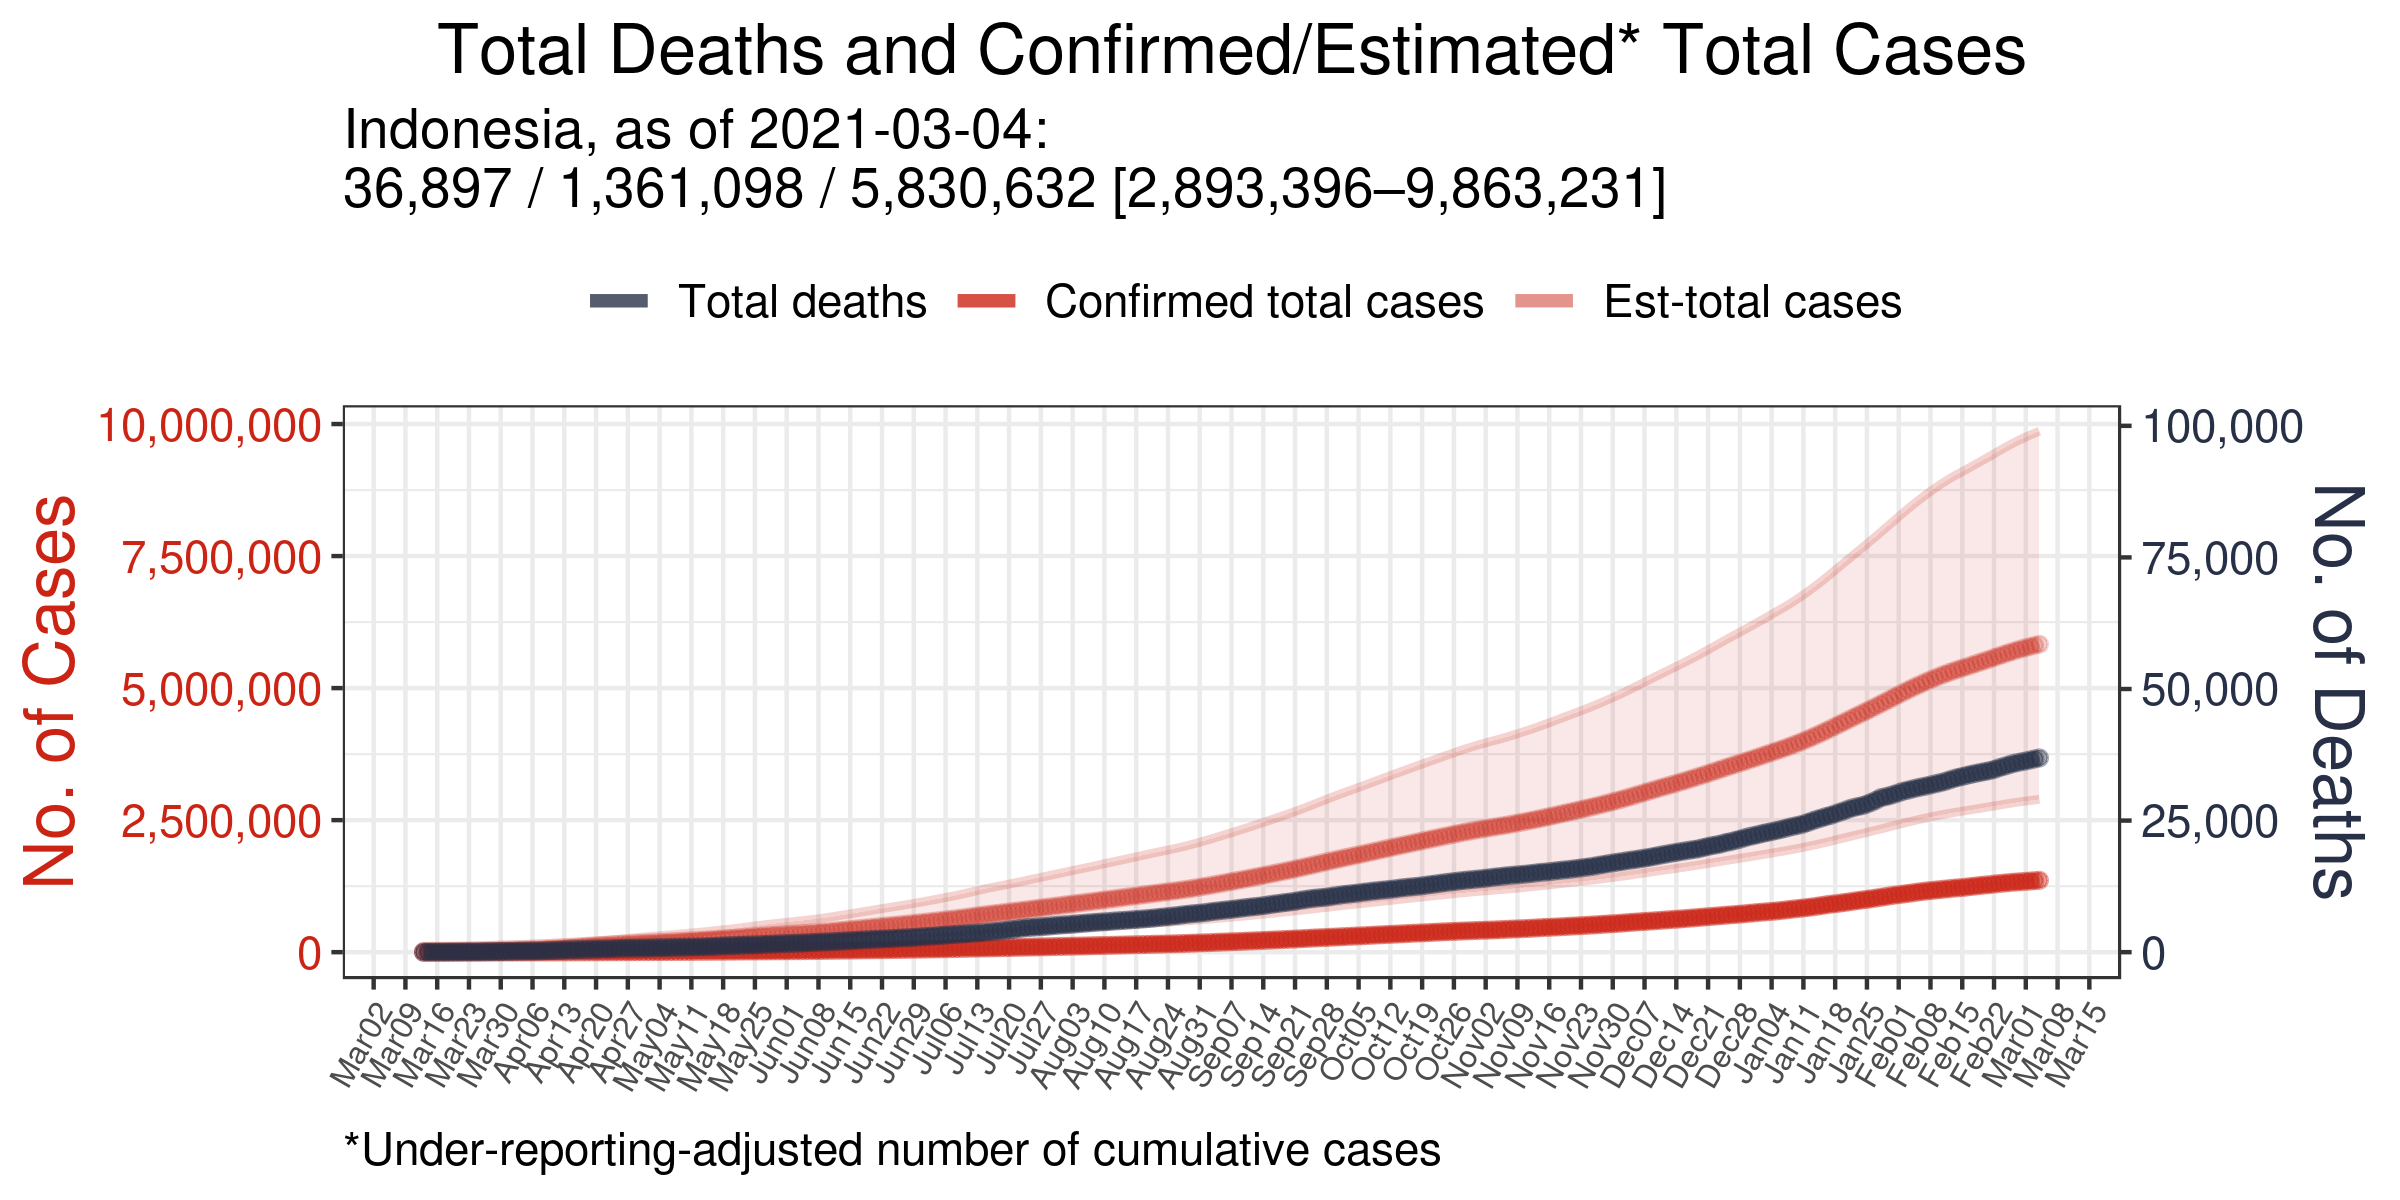 Total Deaths and Confirmed/Estimated* Total Cases
Indonesia, as of 2021-03-04:
36,897 / 1,361,098 / 5,830,632 [2,893,396–9,863,231]
Total deaths
Confirmed total cases
Est-total cases
No. of Cases
10,000,000
7,500,000
5,000,000
2,500,000
0
100,000
75,000
50,000
25,000
0
No. of Deaths
Mar02
Mar09
Mar16
Mar23
Mar30
Apr06
Apr13
Apr20
Apr27
May04
May11
May18
May25
Jun01
Jun08
Jun15
Jun22
Jun29
Jul06
Jul13
Jul20
Jul27
Aug03
Aug10
Aug17
Aug24
Aug31
Sep07
Sep14
Sep21
Sep28
Oct05
Oct12
Oct19
Oct26
Nov02
Nov09
Nov16
Nov23
Nov30
Dec07
Dec14
Dec21
Dec28
Jan04
Jan11
Jan18
Jan25
Feb01
Feb08
Feb15
Feb22
Mar01
Mar08
Mar15
*Under-reporting-adjusted number of cumulative cases